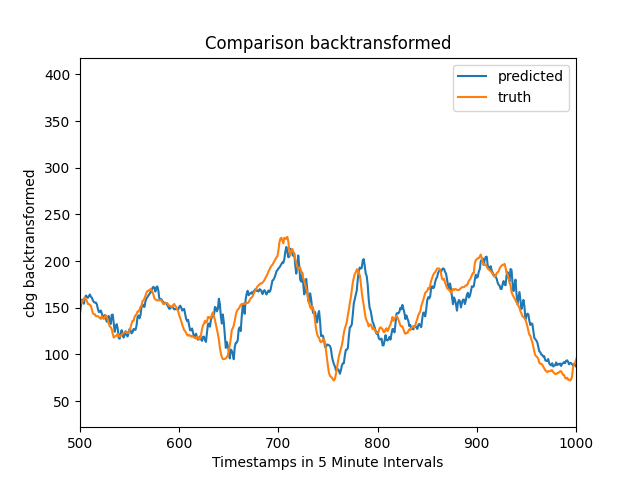 Comparison backtransformed
predicted
truth
cbg backtransformed
400
350
300
250
200
150
100
50
500
600
700
800
900
1000
Timestamps in 5 Minute Intervals